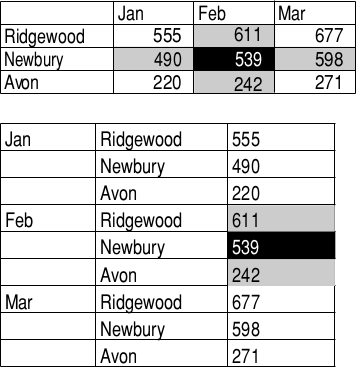 Jan Feb Mar
Ridgewood 555 611 677
Newbury 490 539 598
Avon 220 242 271
Jan Ridgewood 555
Newbury 490
Avon 220
Feb Ridgewood 611
Newbury 539
Avon 242
Mar Ridgewood 677
Newbury 598
Avon 271